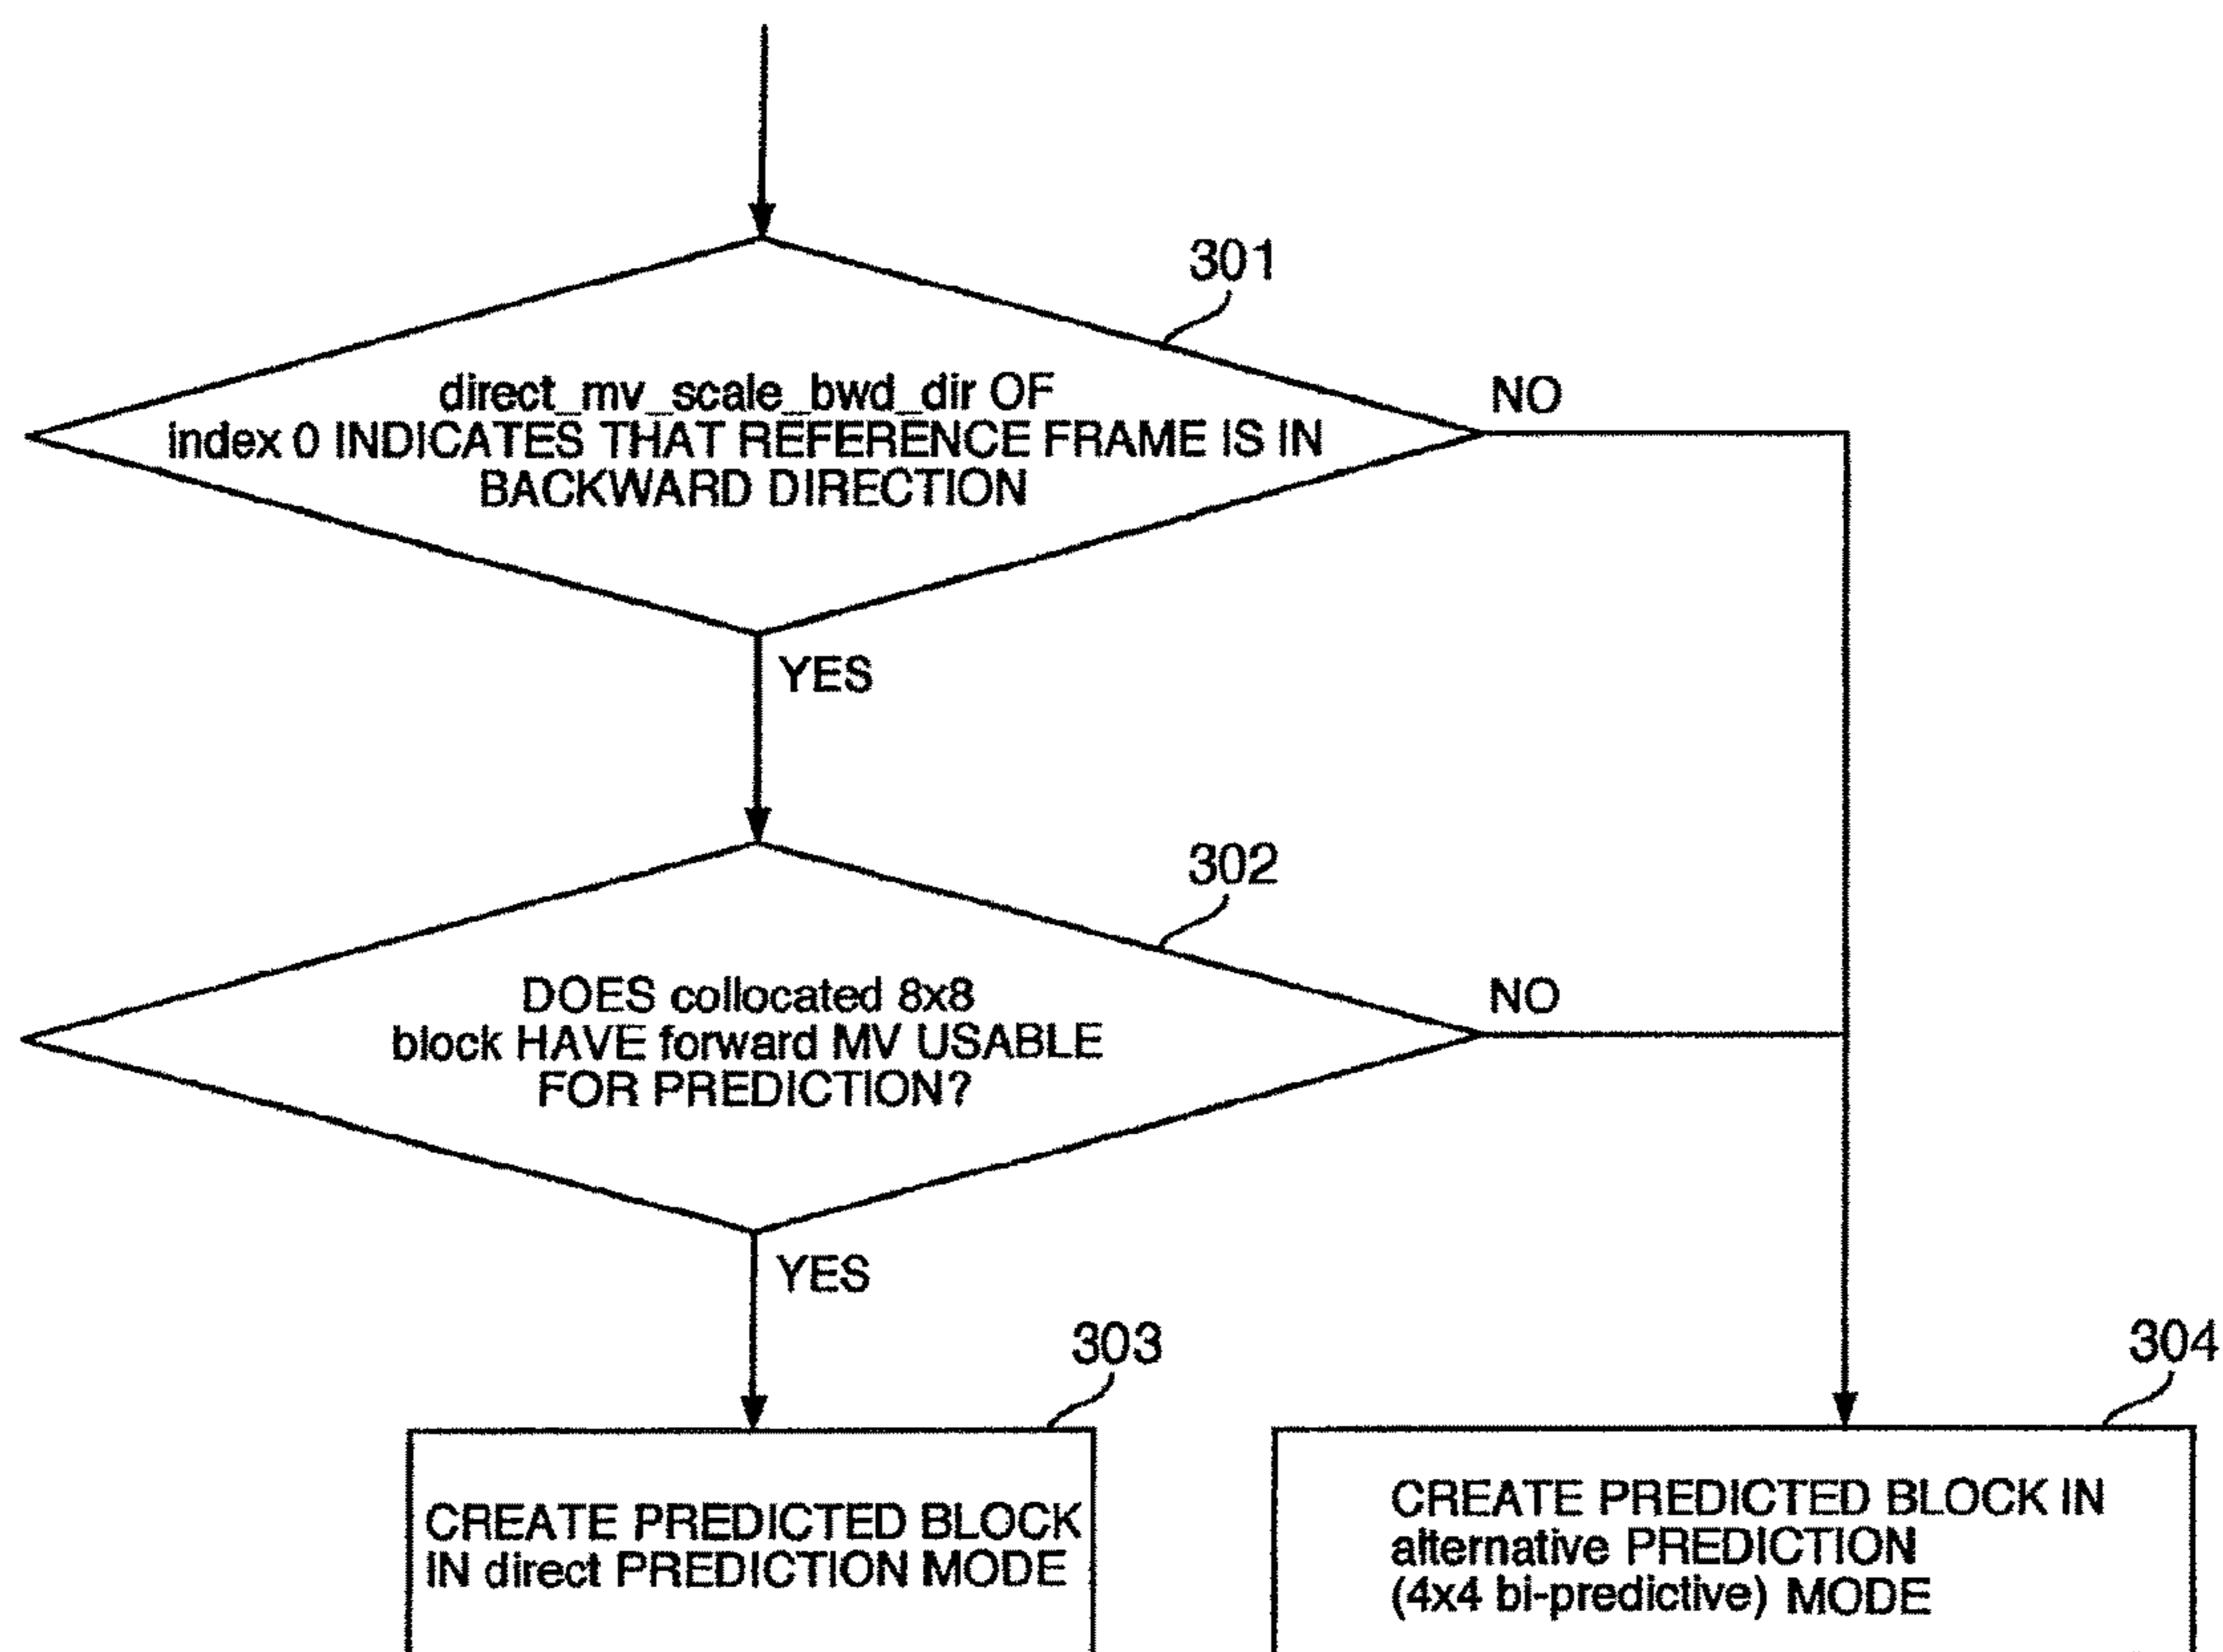 301
direct_mv_scale_bwd_dir OF
index 0 INDICATES THAT REFERENCE FRAME IS IN
BACKWARD DIRECTION
NO
YES
302
DOES collocated 8x8
block HAVE forward MV USABLE
FOR PREDICTION?
NO
YES
303
CREATE PREDICTED BLOCK
IN direct PREDICTION MODE
304
CREATE PREDICTED BLOCK IN
alternative PREDICTION
(4x4 bi-predictive) MODE